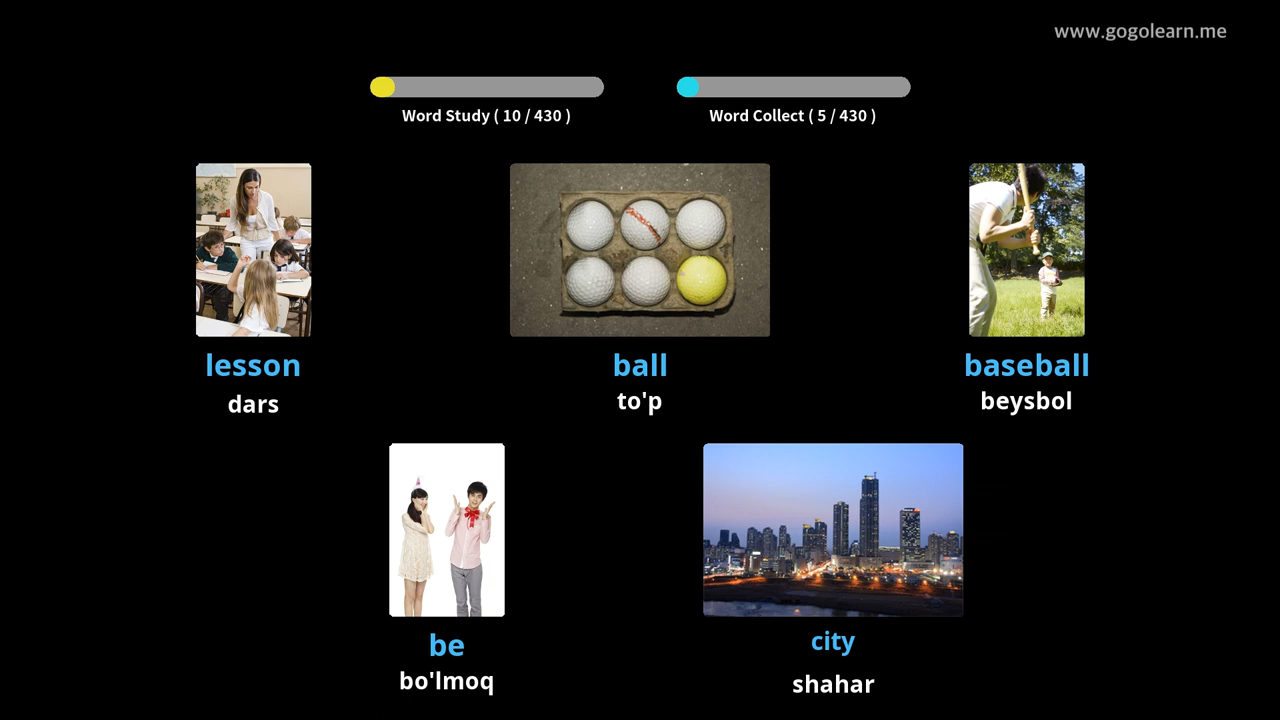 www.gogolearn.me
Word Study ( 10 / 430 )
Word Collect ( 5 / 430 )
lesson
dars
ball
to'p
baseball
beysbol
be
bo'lmoq
city
shahar